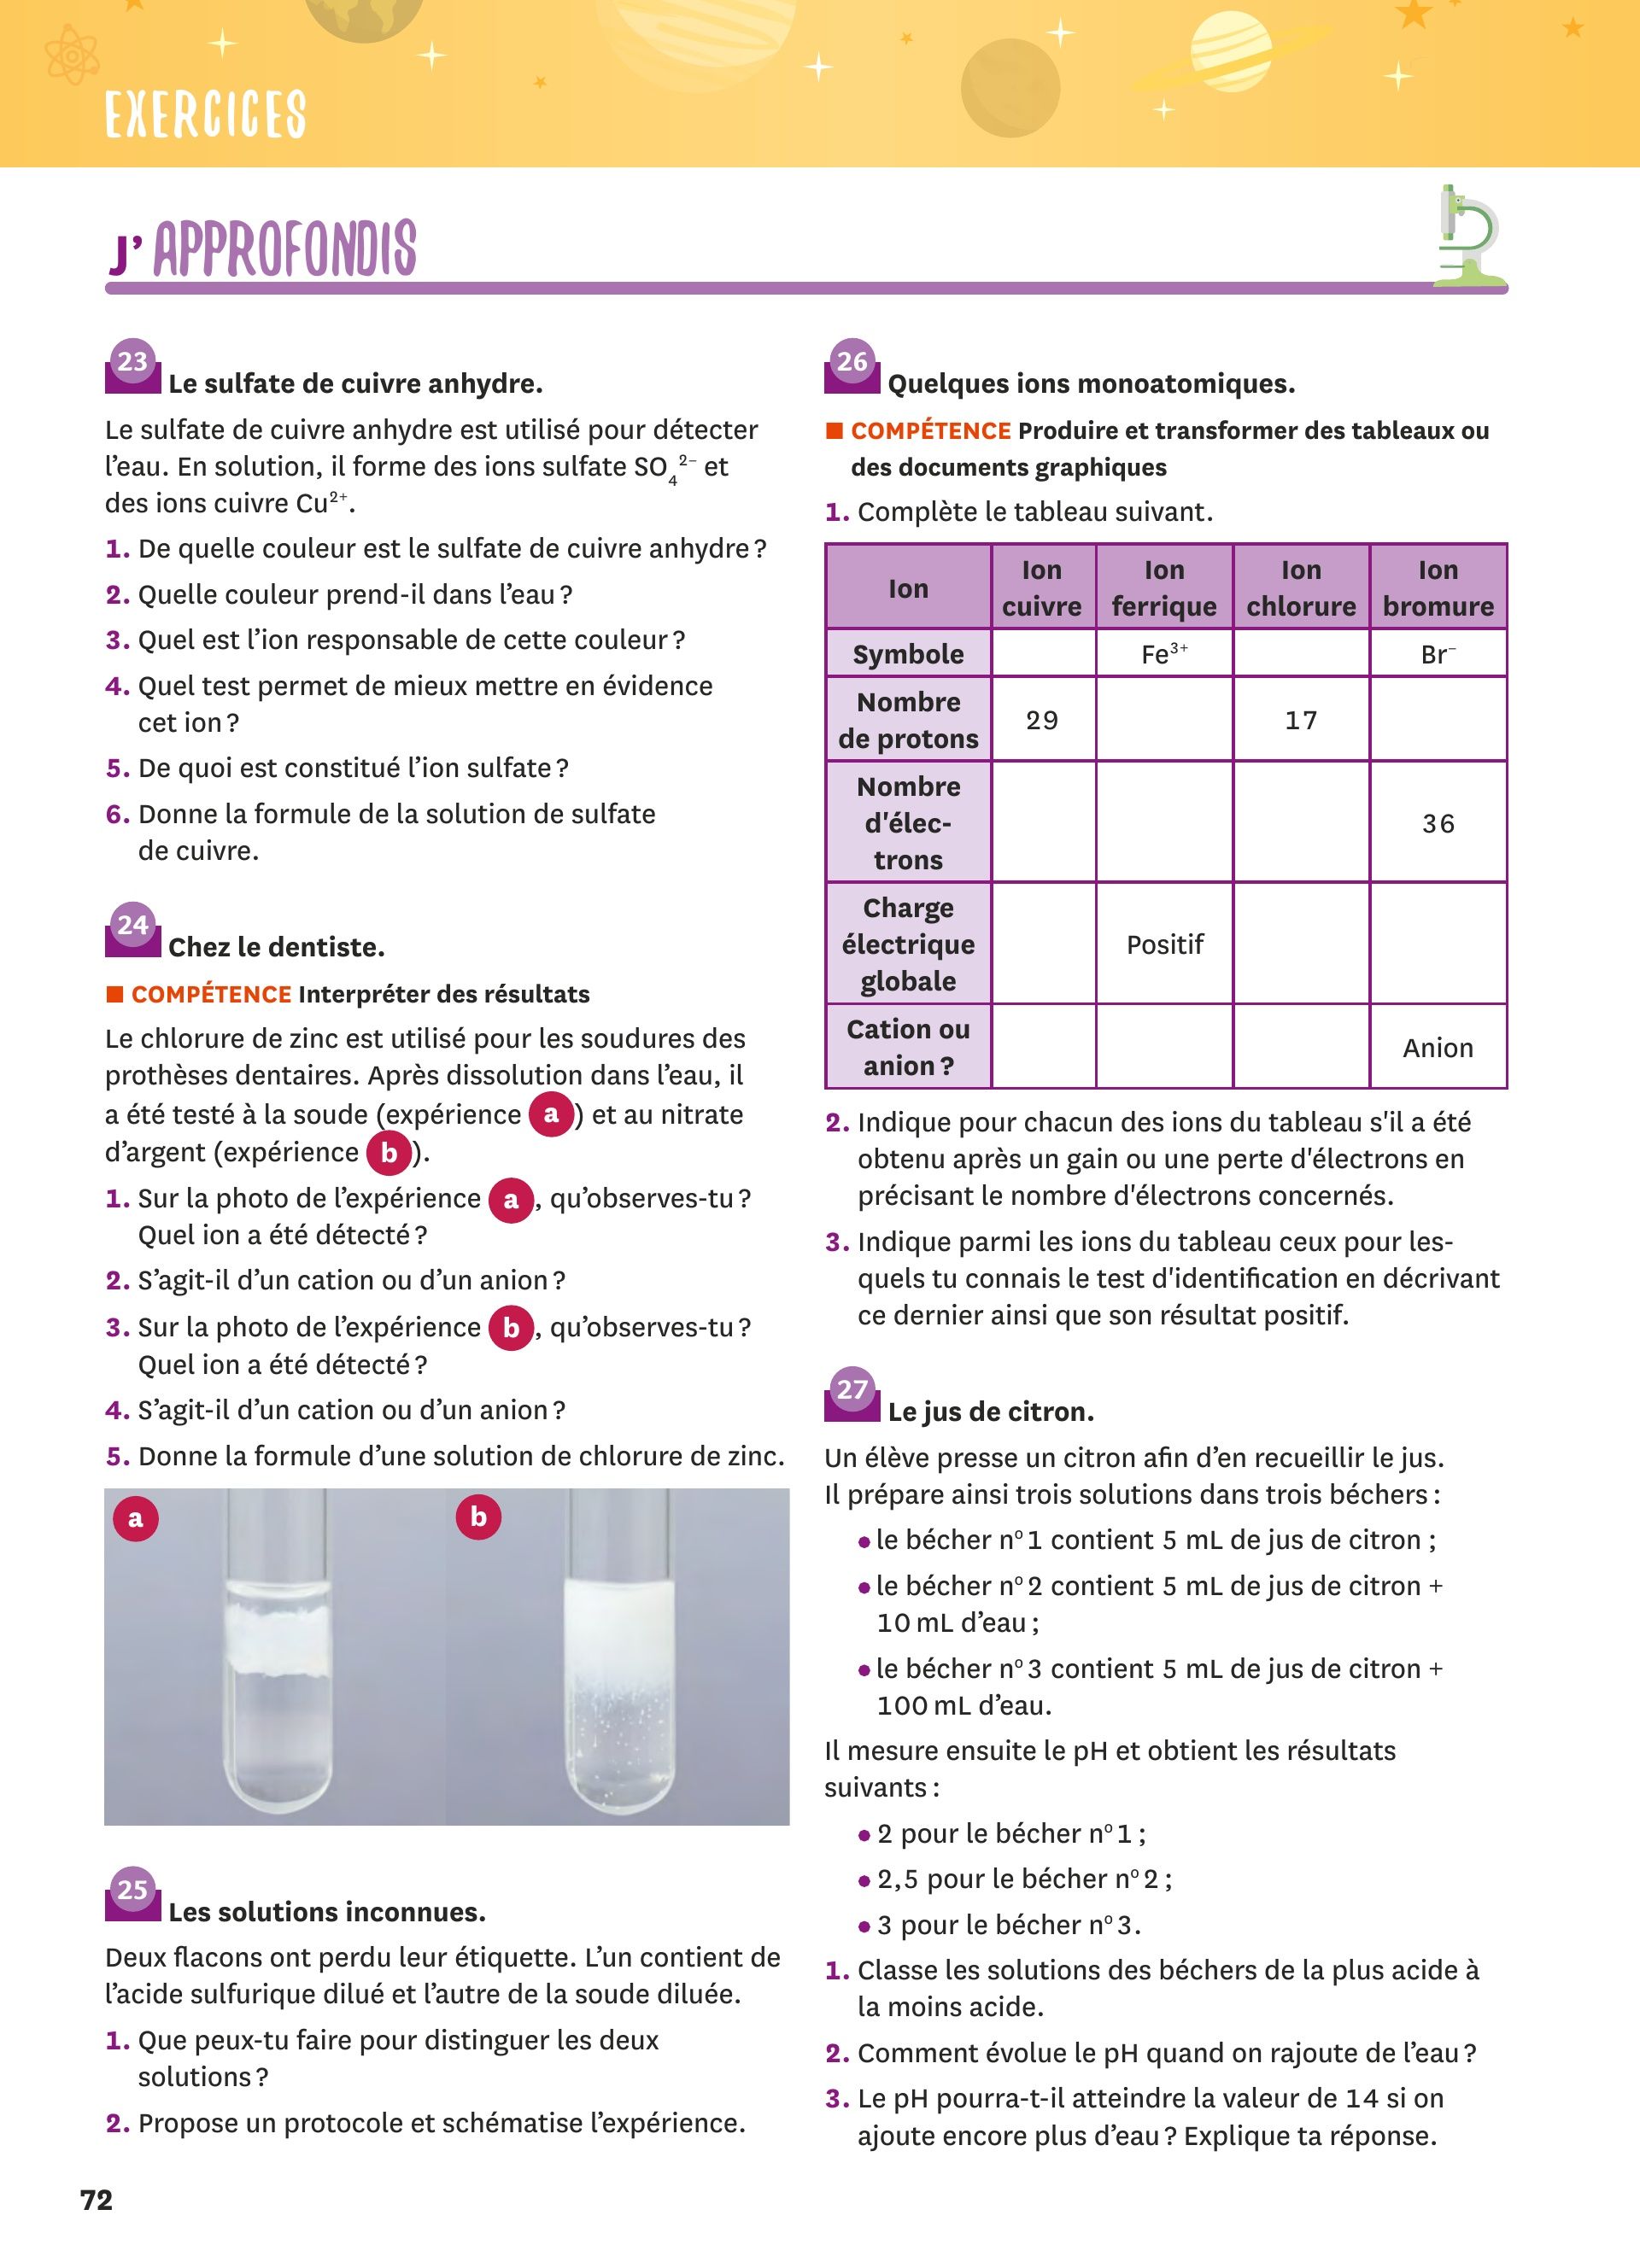 EXERCICES
J’APPROFONDIS
23 Le sulfate de cuivre anhydre.
Le sulfate de cuivre anhydre est utilisé pour détecter
l’eau. En solution, il forme des ions sulfate SO₄²⁻ et
des ions cuivre Cu²⁺.
1. De quelle couleur est le sulfate de cuivre anhydre ?
2. Quelle couleur prend-il dans l’eau ?
3. Quel est l’ion responsable de cette couleur ?
4. Quel test permet de mieux mettre en évidence
cet ion ?
5. De quoi est constitué l’ion sulfate ?
6. Donne la formule de la solution de sulfate
de cuivre.
24 Chez le dentiste.
COMPÉTENCE Interpréter des résultats
Le chlorure de zinc est utilisé pour les soudures des
prothèses dentaires. Après dissolution dans l’eau, il
a été testé à la soude (expérience a) et au nitrate
d’argent (expérience b).
1. Sur la photo de l’expérience a, qu’observes-tu ?
Quel ion a été détecté ?
2. S’agit-il d’un cation ou d’un anion ?
3. Sur la photo de l’expérience b, qu’observes-tu ?
Quel ion a été détecté ?
4. S’agit-il d’un cation ou d’un anion ?
5. Donne la formule d’une solution de chlorure de zinc.
a
b
25 Les solutions inconnues.
Deux flacons ont perdu leur étiquette. L’un contient de
l’acide sulfurique dilué et l’autre de la soude diluée.
1. Que peux-tu faire pour distinguer les deux
solutions ?
2. Propose un protocole et schématise l’expérience.
26 Quelques ions monoatomiques.
COMPÉTENCE Produire et transformer des tableaux ou
des documents graphiques
1. Complète le tableau suivant.
Ion
Ion
cuivre
Ion
ferrique
Ion
chlorure
Ion
bromure
Symbole
Fe³⁺
Br⁻
Nombre
de protons
29
17
Nombre
d'élec-
trons
36
Charge
électrique
globale
Positif
Cation ou
anion ?
Anion
2. Indique pour chacun des ions du tableau s'il a été
obtenu après un gain ou une perte d'électrons en
précisant le nombre d'électrons concernés.
3. Indique parmi les ions du tableau ceux pour les-
quels tu connais le test d'identification en décrivant
ce dernier ainsi que son résultat positif.
27 Le jus de citron.
Un élève presse un citron afin d’en recueillir le jus.
Il prépare ainsi trois solutions dans trois béchers :
• le bécher nº 1 contient 5 mL de jus de citron ;
• le bécher nº 2 contient 5 mL de jus de citron +
10 mL d’eau ;
• le bécher nº 3 contient 5 mL de jus de citron +
100 mL d’eau.
Il mesure ensuite le pH et obtient les résultats
suivants :
• 2 pour le bécher nº 1 ;
• 2,5 pour le bécher nº 2 ;
• 3 pour le bécher nº 3.
1. Classe les solutions des béchers de la plus acide à
la moins acide.
2. Comment évolue le pH quand on rajoute de l’eau ?
3. Le pH pourra-t-il atteindre la valeur de 14 si on
ajoute encore plus d’eau ? Explique ta réponse.
72